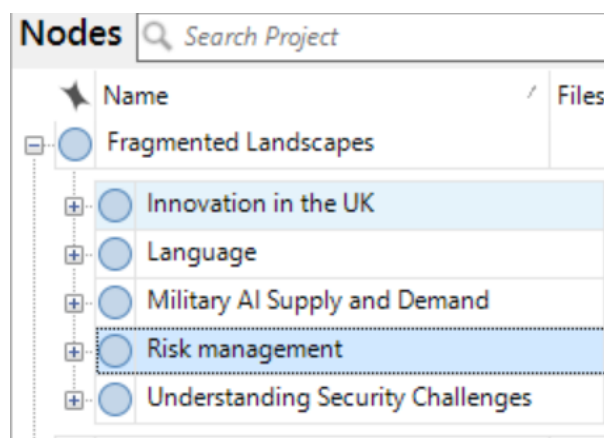 Nodes Search Project
Name Files
Fragmented Landscapes
Innovation in the UK
Language
Military AI Supply and Demand
Risk management
Understanding Security Challenges